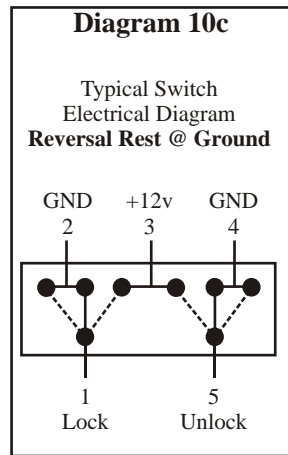 Diagram 10c
Typical Switch
Electrical Diagram
Reversal Rest @ Ground
GND +12v GND
2 3 4
1 5
Lock Unlock